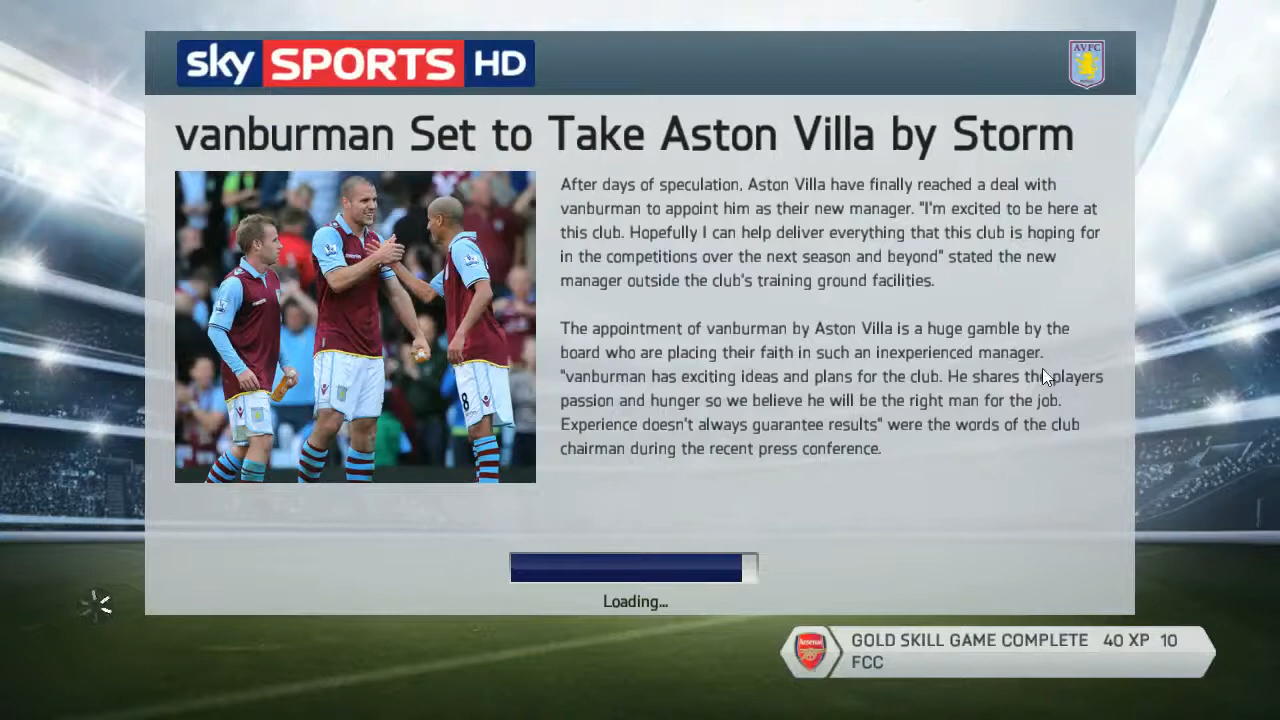 sky SPORTS HD
AVFC
vanburman Set to Take Aston Villa by Storm
After days of speculation, Aston Villa have finally reached a deal with
vanburman to appoint him as their new manager. "I'm excited to be here at
this club. Hopefully I can help deliver everything that this club is hoping for
in the competitions over the next season and beyond" stated the new
manager outside the club's training ground facilities.
The appointment of vanburman by Aston Villa is a huge gamble by the
board who are placing their faith in such an inexperienced manager.
"vanburman has exciting ideas and plans for the club. He shares the players
passion and hunger so we believe he will be the right man for the job.
Experience doesn't always guarantee results" were the words of the club
chairman during the recent press conference.
8
Loading...
Arsenal
GOLD SKILL GAME COMPLETE 40 XP 10
FCC